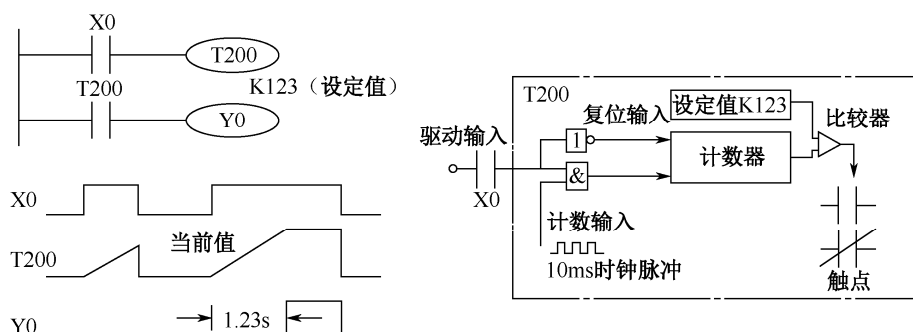 X0
T200
K123（设定值）
T200
Y0
X0
当前值
T200
1.23s
Y0
T200
设定值K123
比较器
复位输入
驱动输入
1
计数器
&
X0
计数输入
10ms时钟脉冲
触点